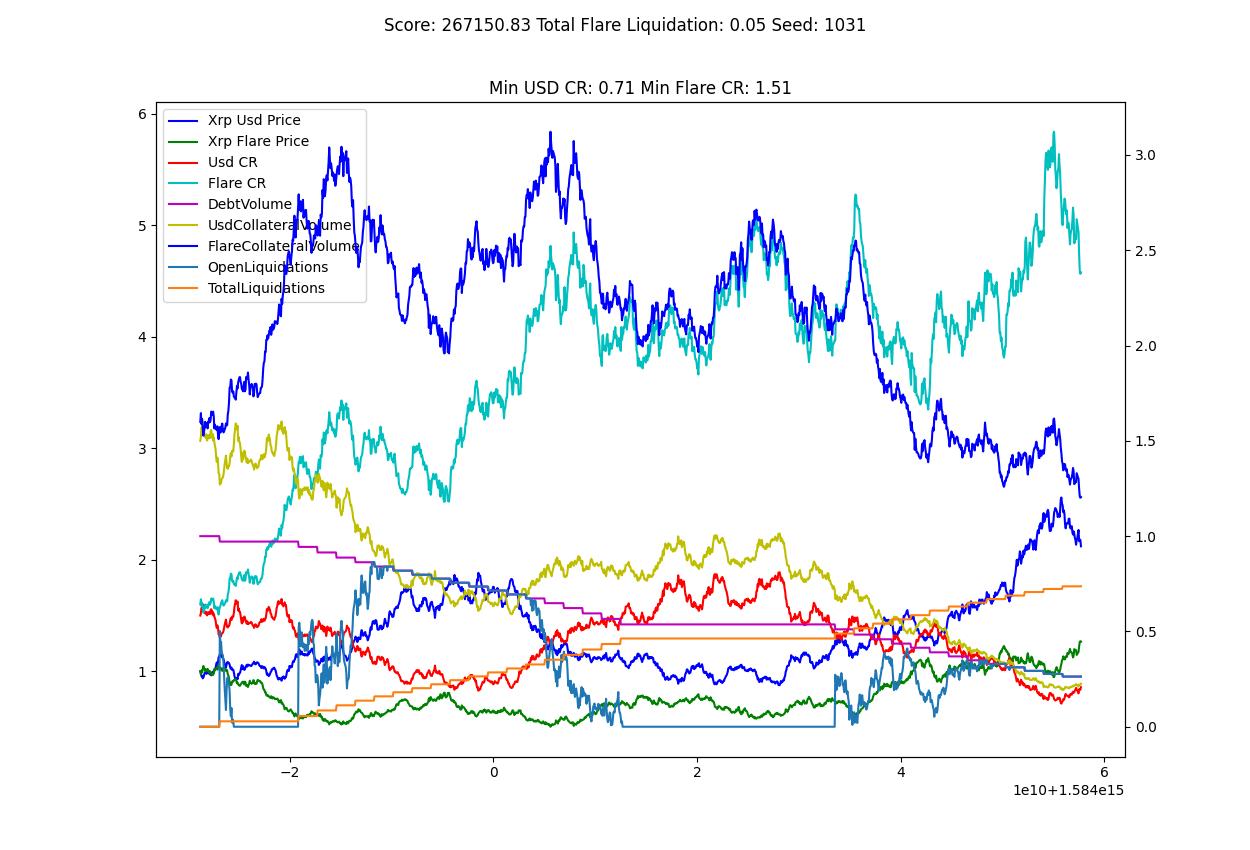 Score: 267150.83 Total Flare Liquidation: 0.05 Seed: 1031
Min USD CR: 0.71 Min Flare CR: 1.51
Xrp Usd Price
Xrp Flare Price
Usd CR
Flare CR
DebtVolume
UsdCollateralVolume
FlareCollateralVolume
OpenLiquidations
TotalLiquidations
6
5
4
3
2
1
3.0
2.5
2.0
1.5
1.0
0.5
0.0
−2
0
2
4
6
1e10+1.584e15